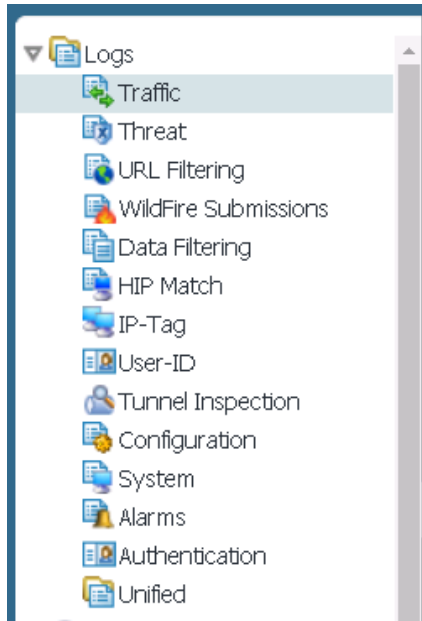 Logs
Traffic
Threat
URL Filtering
WildFire Submissions
Data Filtering
HIP Match
IP-Tag
User-ID
Tunnel Inspection
Configuration
System
Alarms
Authentication
Unified